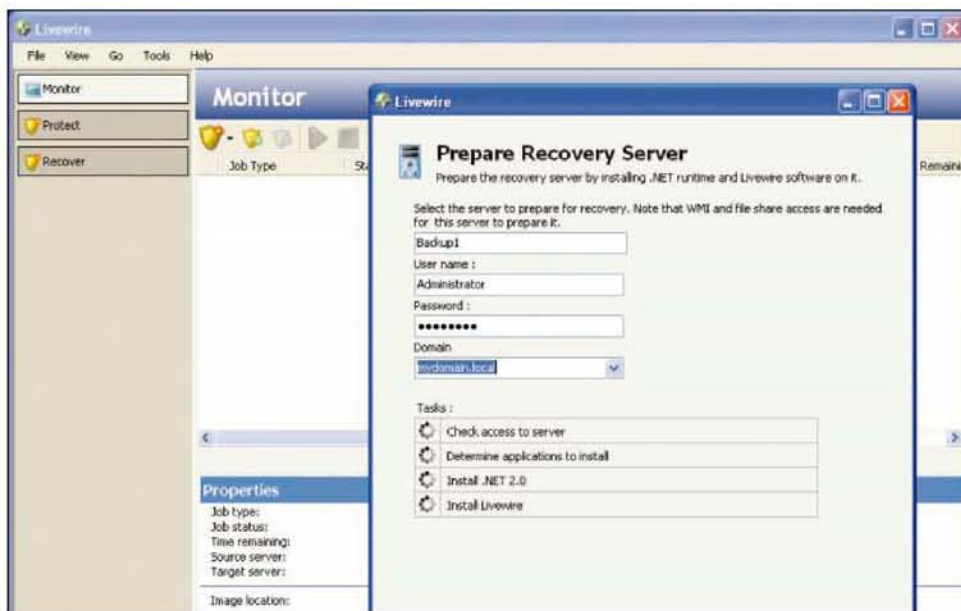 Livewire
File View Go Tools Help
Monitor
Protect
Recover
Monitor
Job Type
Livewire
Prepare Recovery Server
Prepare the recovery server by installing .NET runtime and Livewire software on it.
Select the server to prepare for recovery. Note that WMI and file share access are needed
for this server to prepare it.
Backup1
User name :
Administrator
Password :
••••••••
Domain
mydomain.local
Tasks :
Check access to server
Determine applications to install
Install .NET 2.0
Install Livewire
Properties
Job type:
Job status:
Time remaining:
Source server:
Target server:
Image location: